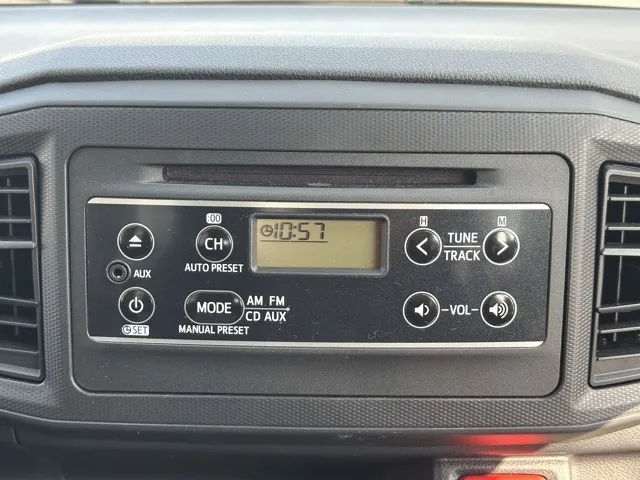 :00
H
M
CH
10:57
TUNE
TRACK
AUX
AUTO PRESET
MODE
AM FM
CD AUX
-VOL-
SET
MANUAL PRESET